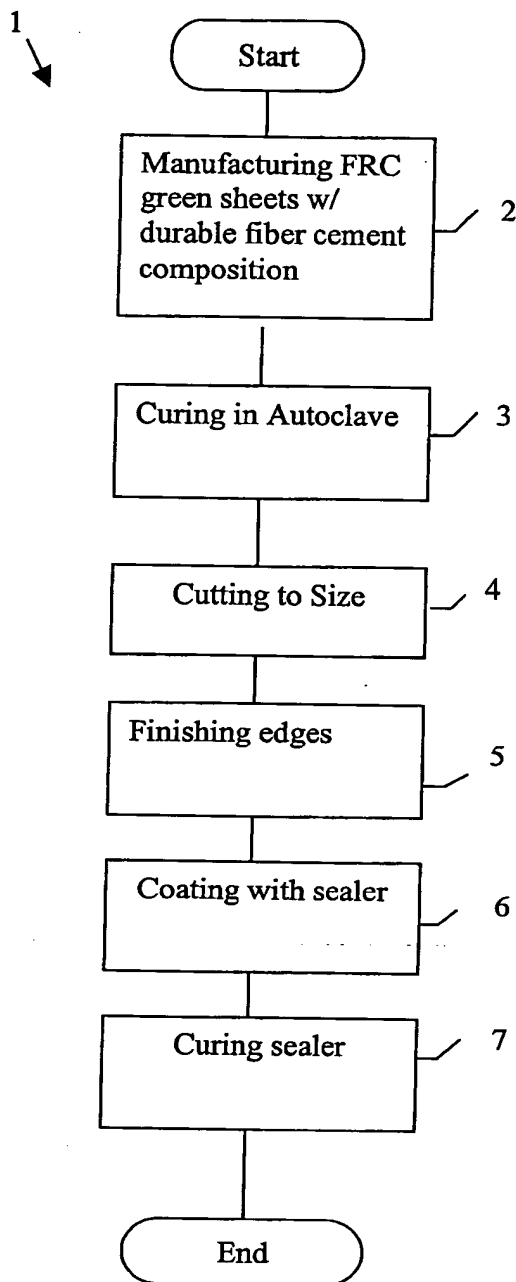 1
Start
Manufacturing FRC
green sheets w/
durable fiber cement
composition
2
Curing in Autoclave
3
Cutting to Size
4
Finishing edges
5
Coating with sealer
6
Curing sealer
7
End